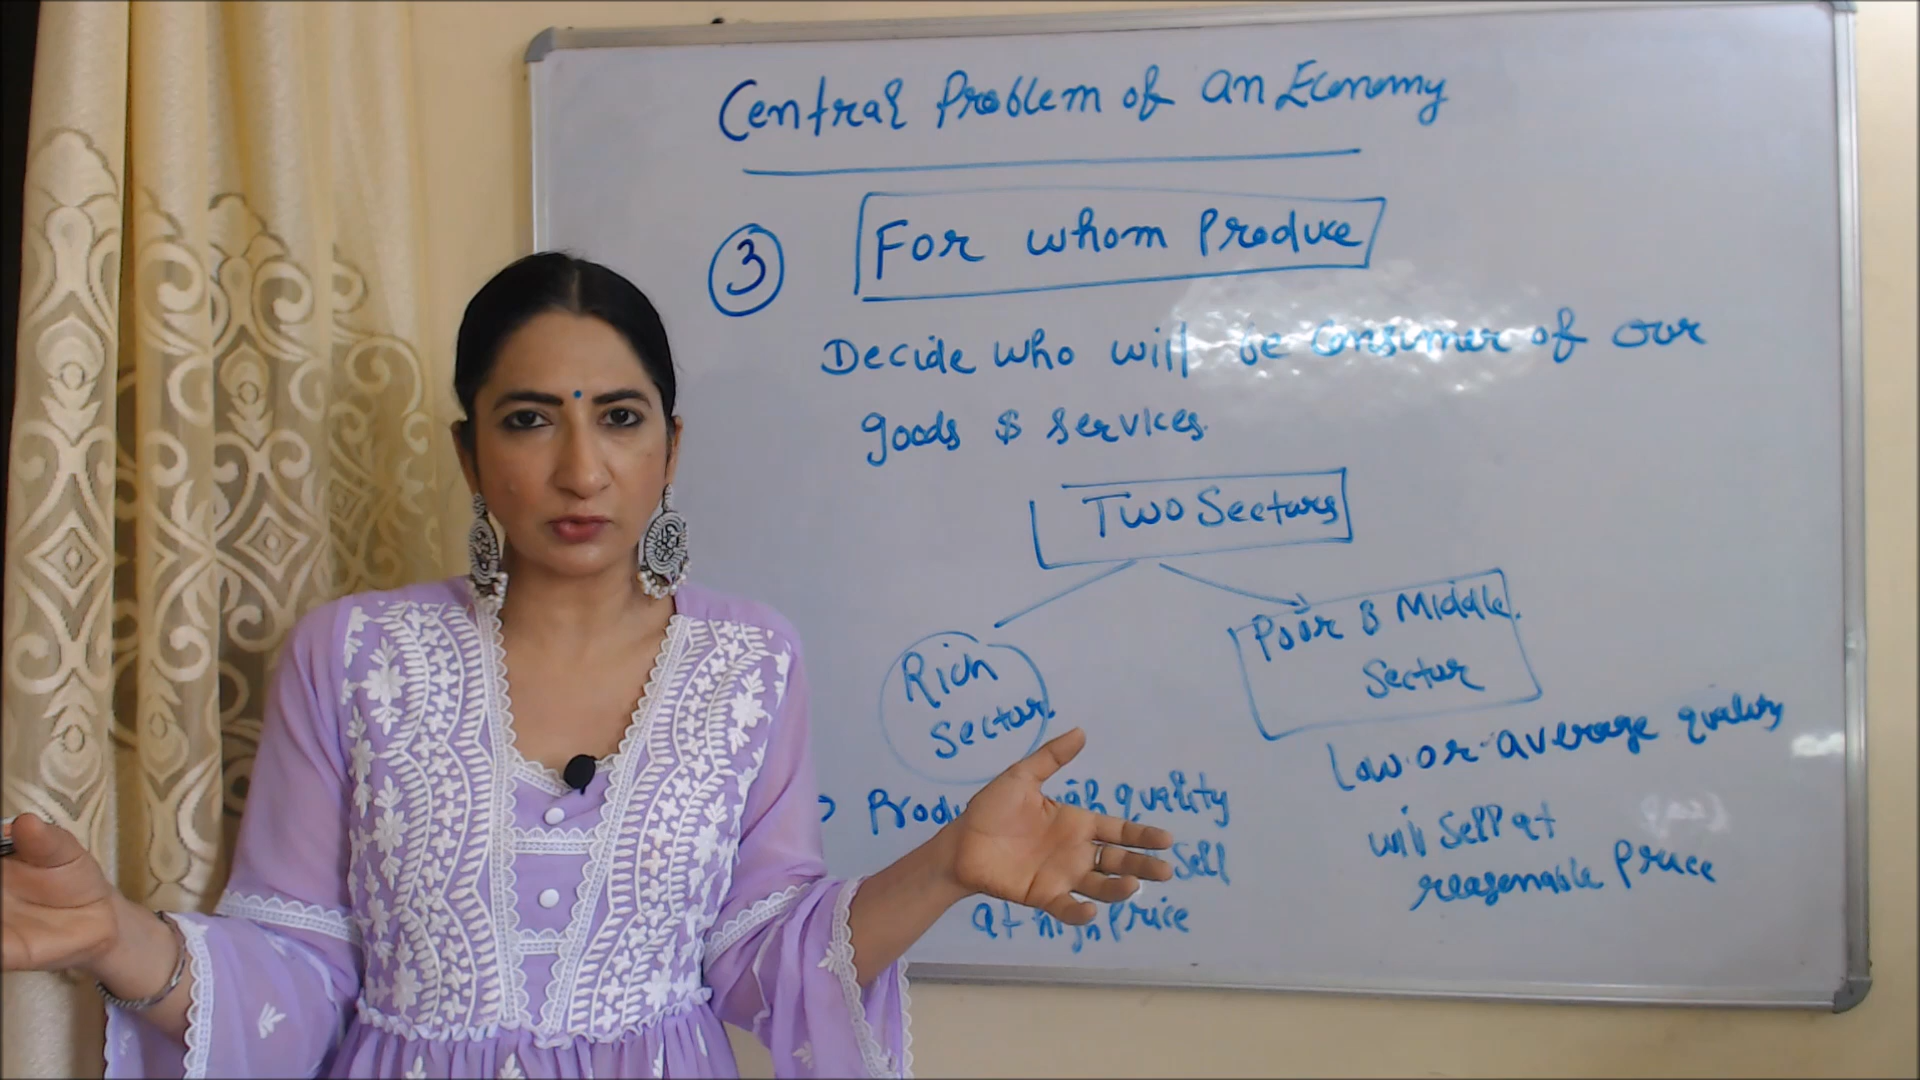 Central Problem of an Economy
3 For whom Produce
Decide who will be Consumer of our
goods & services.
Two Sectors
Rich
Sector.
Poor & Middle.
Sector
quality
Sell
at high Price
Low or average quality
will Sell at
reasonable Price